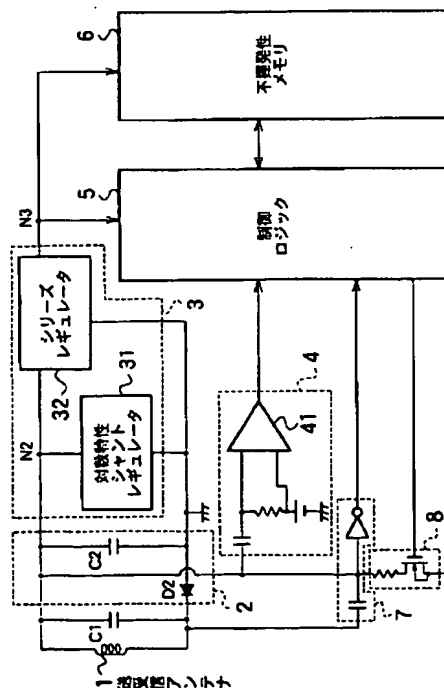 送受信アンテナ
1
C1
D2
C2
2
N2
対数特性
シャント
レギュレータ
31
32
シリーズ
レギュレータ
3
N3
4
41
7
8
制御
ロジック
5
不揮発性
メモリ
6